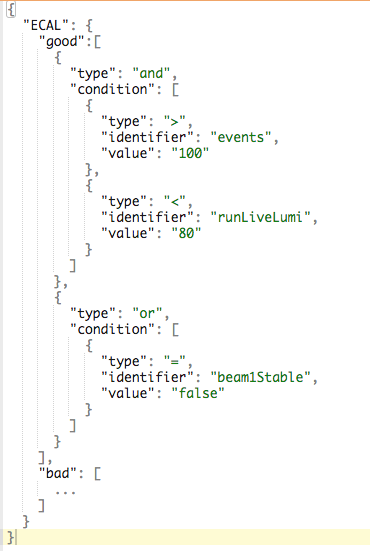 {
  "ECAL": {
    "good":[
      {
        "type": "and",
        "condition": [
          {
            "type": ">",
            "identifier": "events",
            "value": "100"
          },
          {
            "type": "<",
            "identifier": "runLiveLumi",
            "value": "80"
          }
        ]
      },
      {
        "type": "or",
        "condition": [
          {
            "type": "=",
            "identifier": "beam1Stable",
            "value": "false"
          }
        ]
      }
    ],
    "bad": [
      ...
    ]
  }
}